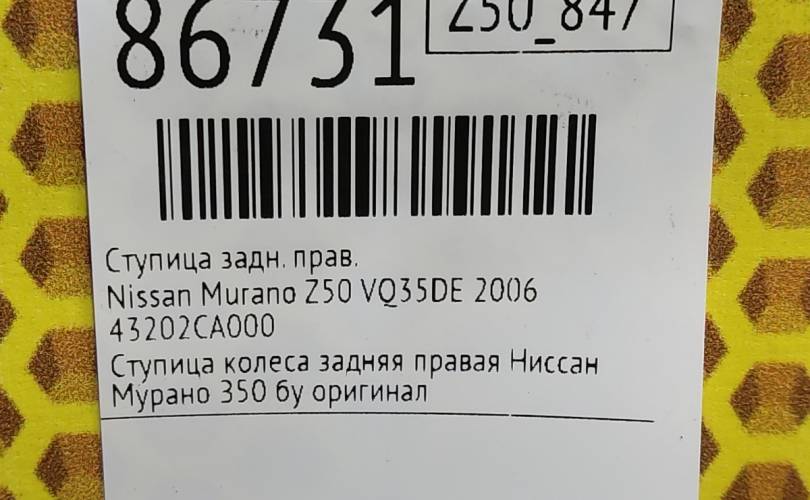 86731
Z50_847
Ступица задн. прав.
Nissan Murano Z50 VQ35DE 2006
43202CA000
Ступица колеса задняя правая Ниссан
Мурано З50 бу оригинал